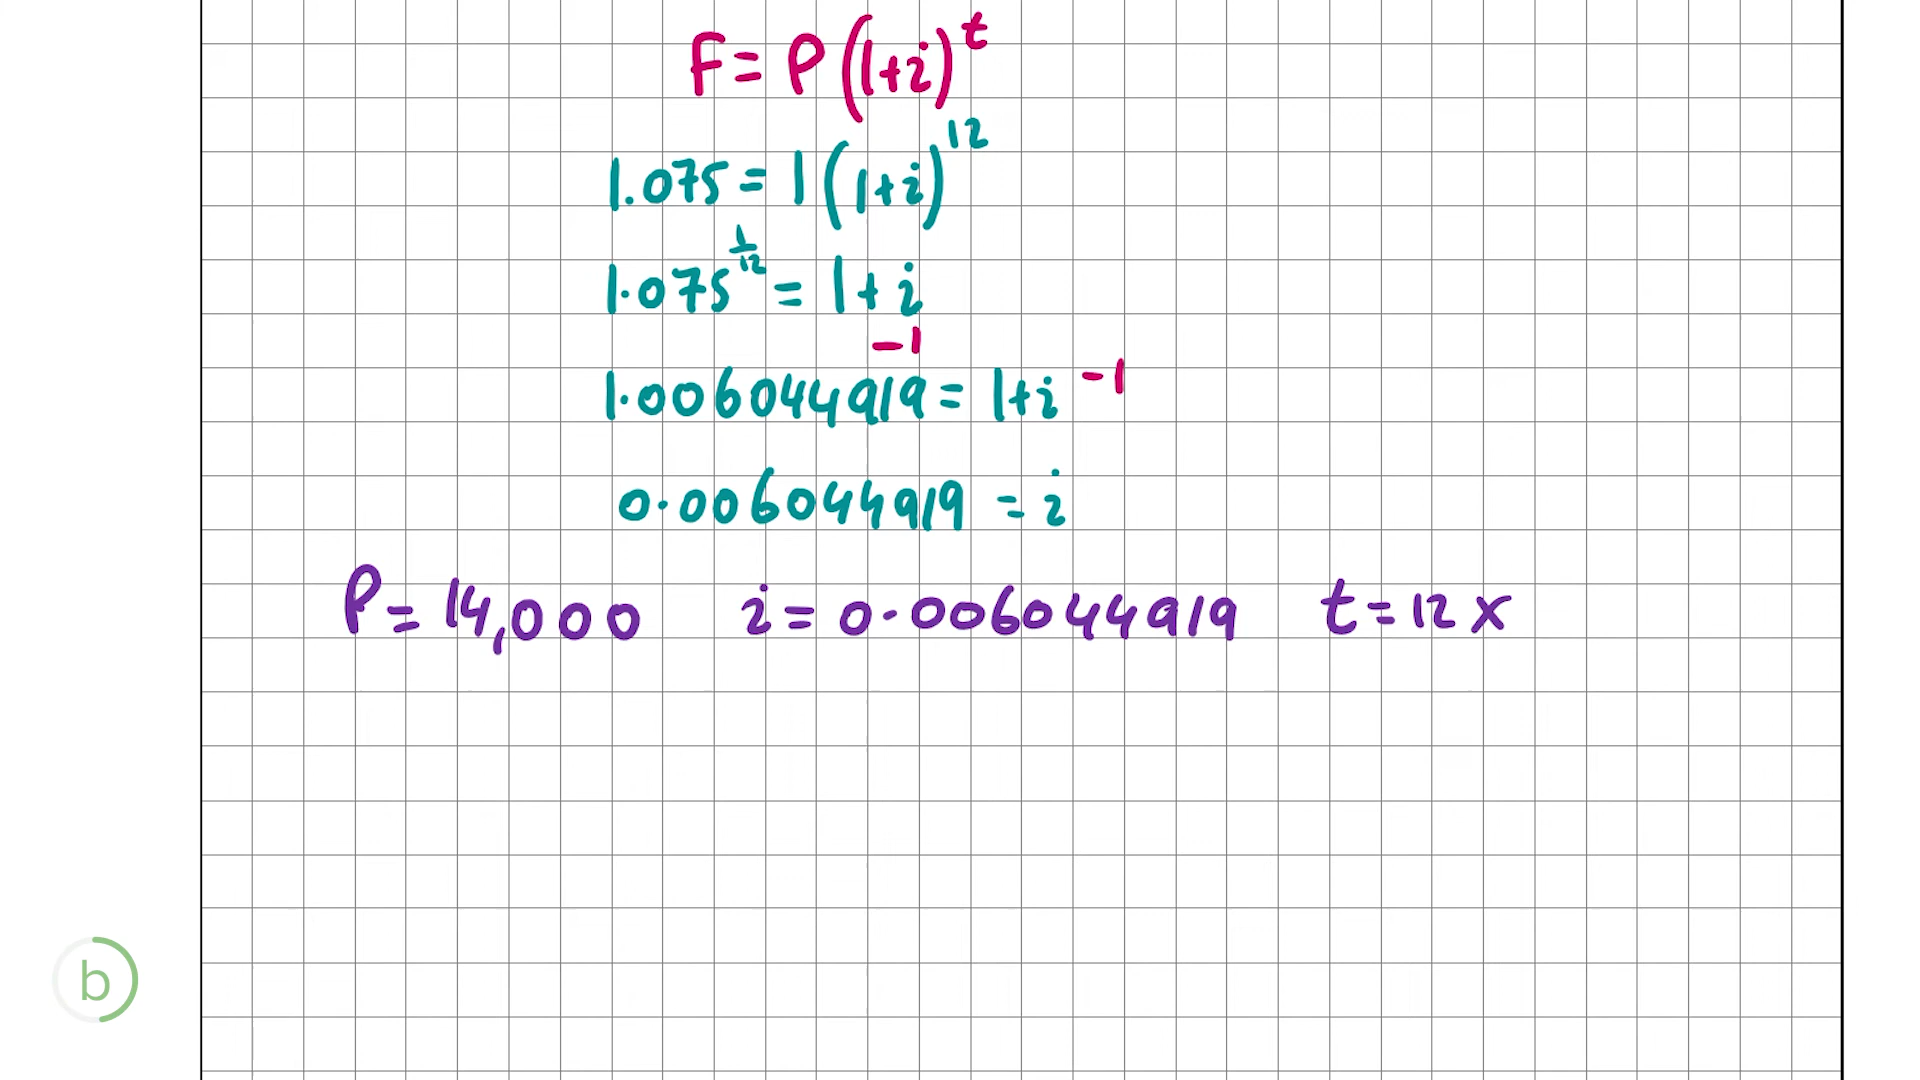 F = P(1+i)^t
1.075 = 1(1+i)^12
1.075^1/12 = 1+i
-1
1.006044919 = 1+i -1
0.006044919 = i
P = 14,000 i = 0.006044919 t = 12 x
b